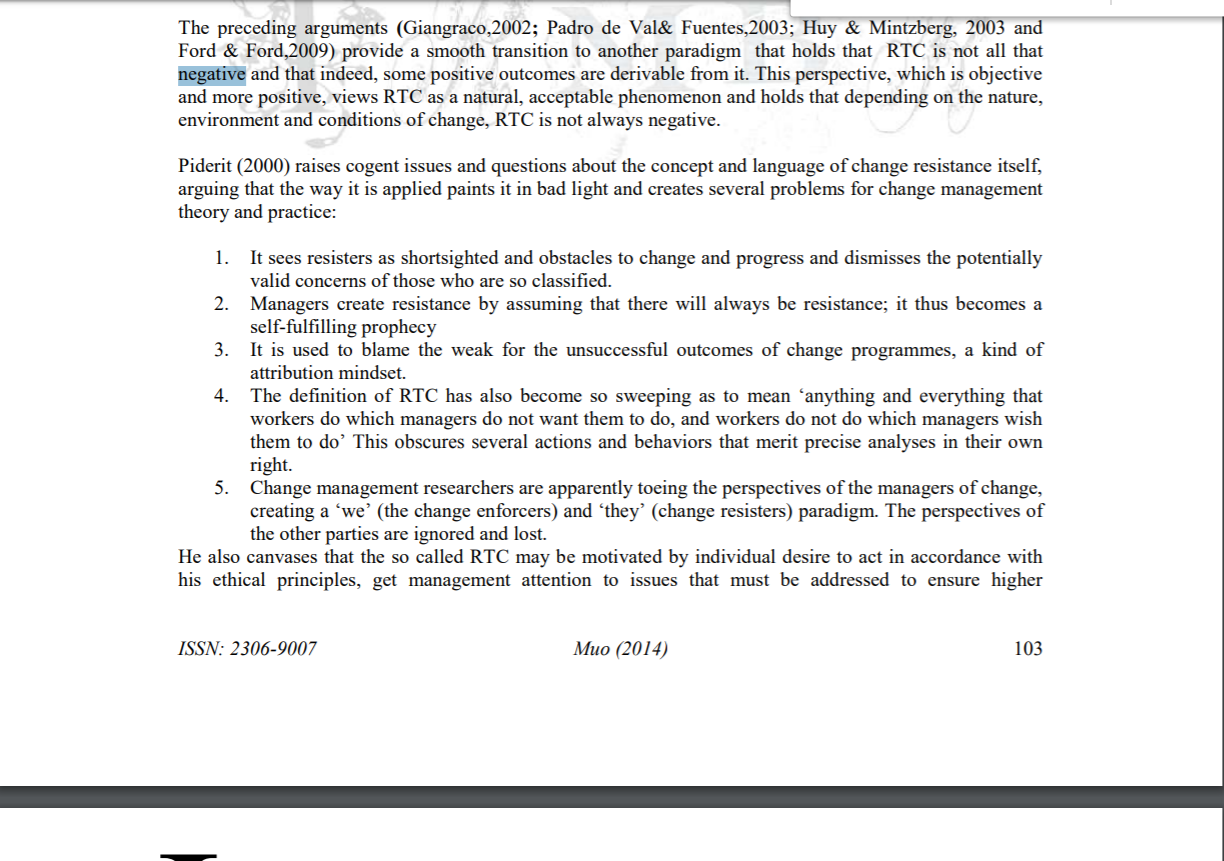 The preceding arguments (Giangraco,2002; Padro de Val& Fuentes,2003; Huy & Mintzberg, 2003 and
Ford & Ford,2009) provide a smooth transition to another paradigm that holds that RTC is not all that
negative and that indeed, some positive outcomes are derivable from it. This perspective, which is objective
and more positive, views RTC as a natural, acceptable phenomenon and holds that depending on the nature,
environment and conditions of change, RTC is not always negative.
Piderit (2000) raises cogent issues and questions about the concept and language of change resistance itself,
arguing that the way it is applied paints it in bad light and creates several problems for change management
theory and practice:
1. It sees resisters as shortsighted and obstacles to change and progress and dismisses the potentially
valid concerns of those who are so classified.
2. Managers create resistance by assuming that there will always be resistance; it thus becomes a
self-fulfilling prophecy
3. It is used to blame the weak for the unsuccessful outcomes of change programmes, a kind of
attribution mindset.
4. The definition of RTC has also become so sweeping as to mean ‘anything and everything that
workers do which managers do not want them to do, and workers do not do which managers wish
them to do’ This obscures several actions and behaviors that merit precise analyses in their own
right.
5. Change management researchers are apparently toeing the perspectives of the managers of change,
creating a ‘we’ (the change enforcers) and ‘they’ (change resisters) paradigm. The perspectives of
the other parties are ignored and lost.
He also canvases that the so called RTC may be motivated by individual desire to act in accordance with
his ethical principles, get management attention to issues that must be addressed to ensure higher
ISSN: 2306-9007 Muo (2014) 103